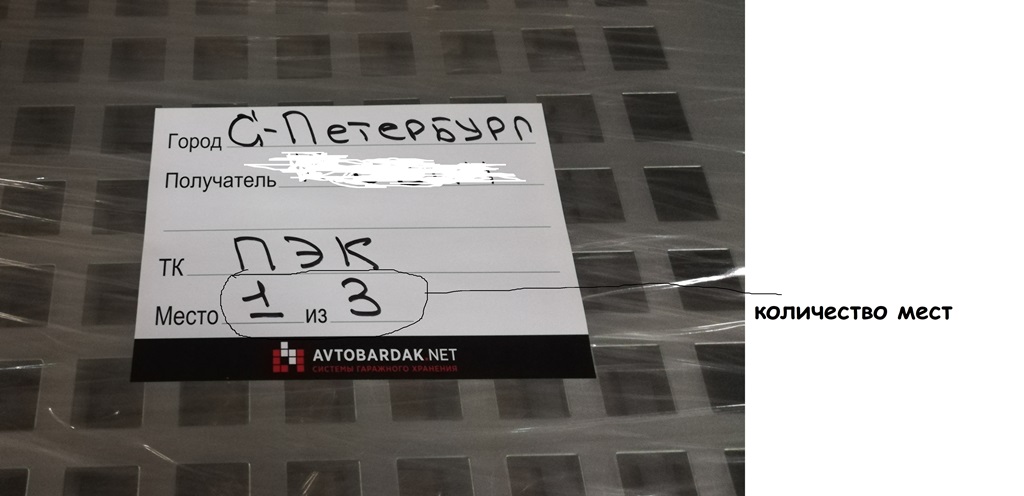 Город С-Петербург
Получатель
ТК ПЭК
Место 1 из 3
количество мест
AVTOBARDAK.NET
СИСТЕМЫ ГАРАЖНОГО ХРАНЕНИЯ